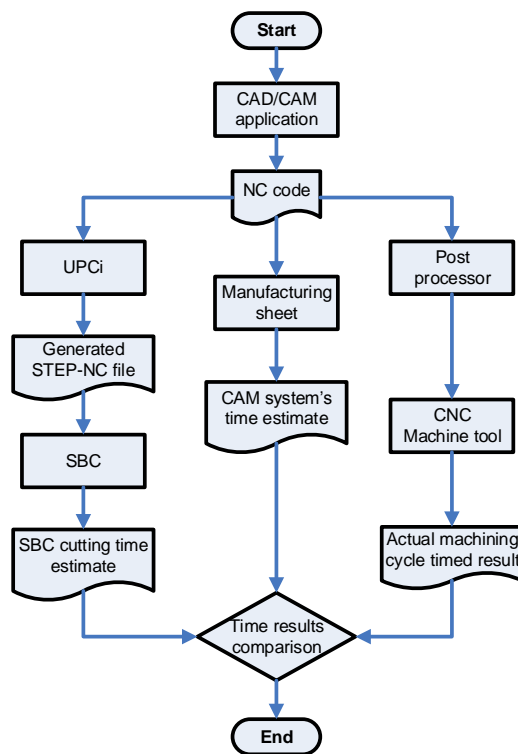 Start
CAD/CAM
application
NC code
UPCi
Generated
STEP-NC file
SBC
SBC cutting time
estimate
Manufacturing
sheet
CAM system's
time estimate
Post
processor
CNC
Machine tool
Actual machining
cycle timed result
Time results
comparison
End